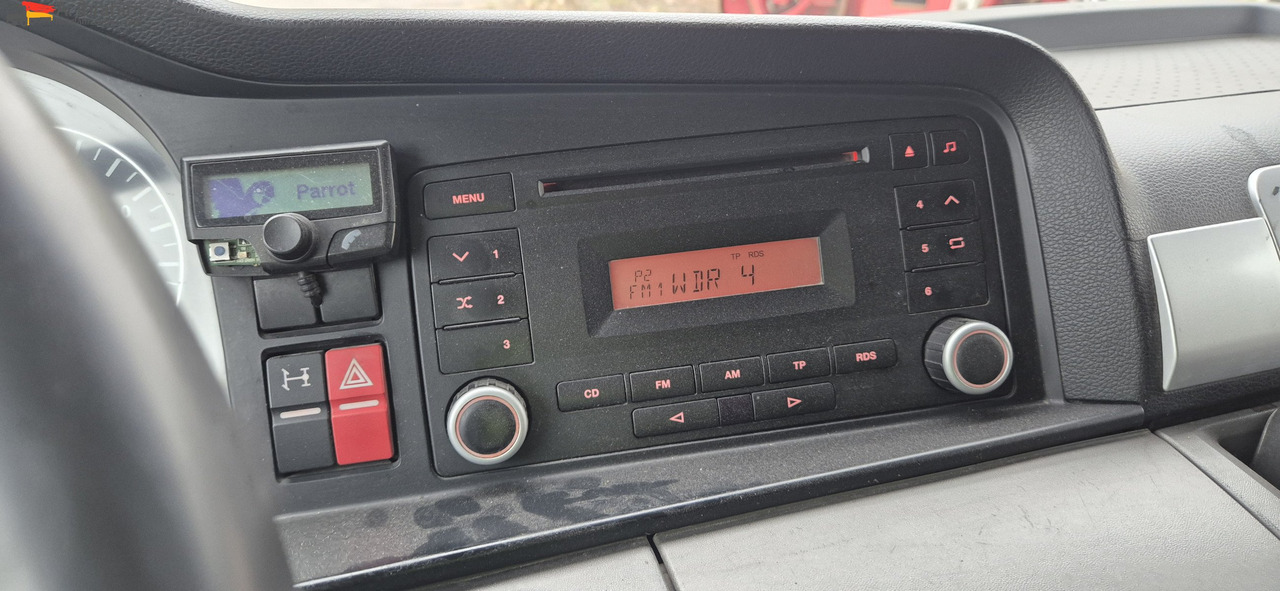 Parrot
MENU
1
2
3
4
5
6
TP RDS
P2
FM1 WDR 4
CD
FM
AM
TP
RDS